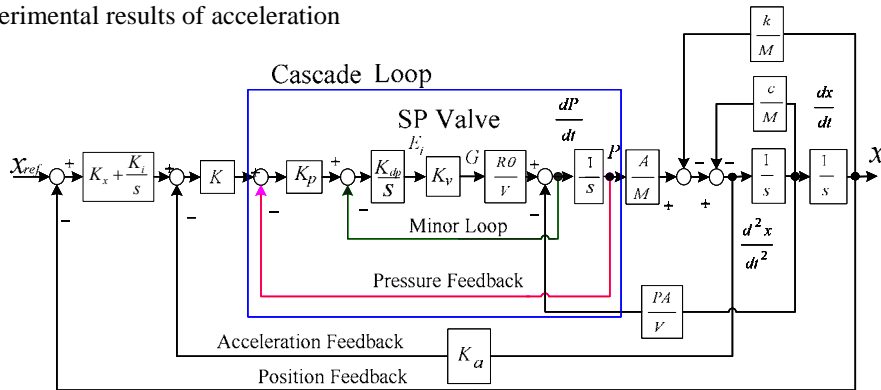 erimental results of acceleration
k
M
Cascade Loop
c
M
dx
dt
SP Valve
dP
dt
x_ref
+
−
K_x + K_i
s
+
−
K
+
−
K_p
+
−
K_dp
s
E_i
K_v
G
Rθ
V
+
−
1
s
P
A
M
+
−
+
−
1
s
1
s
x
Minor Loop
d²x
dt²
Pressure Feedback
PA
V
Acceleration Feedback
K_a
Position Feedback